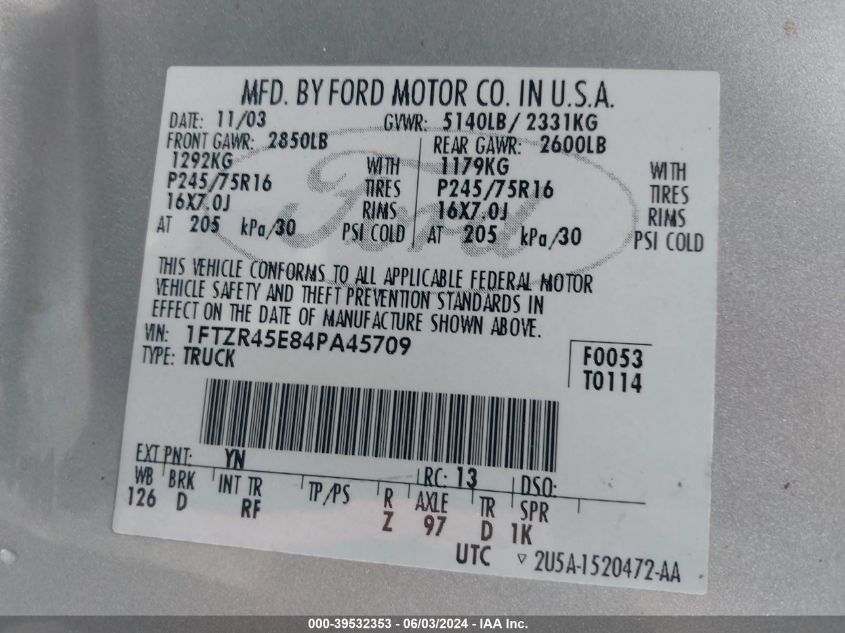 MFD. BY FORD MOTOR CO. IN U.S.A.
DATE: 11/03 GVWR: 5140LB/ 2331KG
FRONT GAWR: 2850LB REAR GAWR: 2600LB
1292KG WITH 1179KG WITH
P245/75R16 TIRES P245/75R16 TIRES
16X7.0J RIMS 16X7.0J RIMS
AT 205 kPa/30 PSI COLD AT 205 kPa/30 PSI COLD
Ford
THIS VEHICLE CONFORMS TO ALL APPLICABLE FEDERAL MOTOR
VEHICLE SAFETY AND THEFT PREVENTION STANDARDS IN
EFFECT ON THE DATE OF MANUFACTURE SHOWN ABOVE.
VIN: 1FTZR45E84PA45709
TYPE: TRUCK
F0053
T0114
EXT PNT: YN RC: 13 DSO:
WB BRK INT TR TP/PS R AXLE TR SPR
126 D RF Z 97 D 1K
UTC ▽ 2U5A-1520472-AA
000-39532353 - 06/03/2024 - IAA Inc.